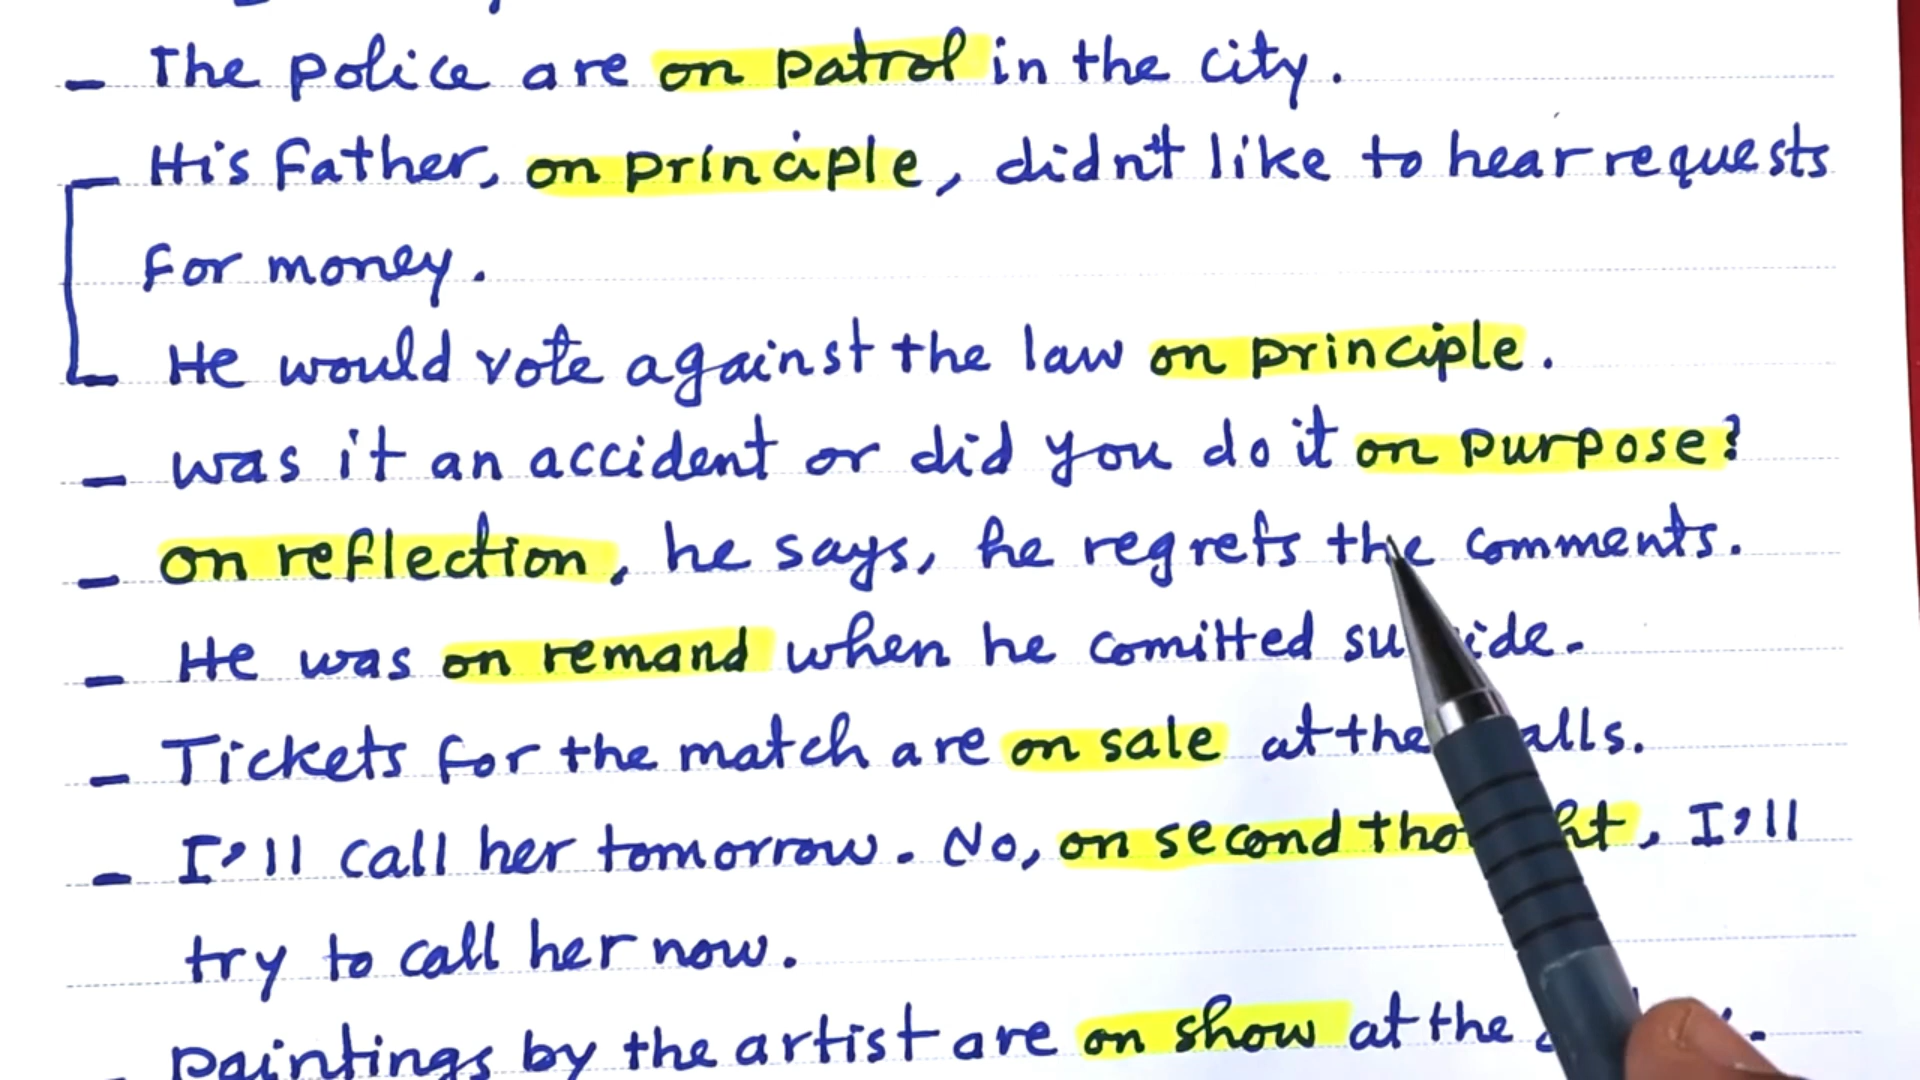 - The police are on patrol in the city.
- His father, on principle, didn't like to hear requests
for money.
- He would vote against the law on principle.
- was it an accident or did you do it on purpose?
- on reflection, he says, he regrets the comments.
- He was on remand when he comitted
- Tickets for the match are on sale at the
- I'll call her tomorrow. No, on second thought, I'll
try to call her now.
- paintings by the artist are on show at the